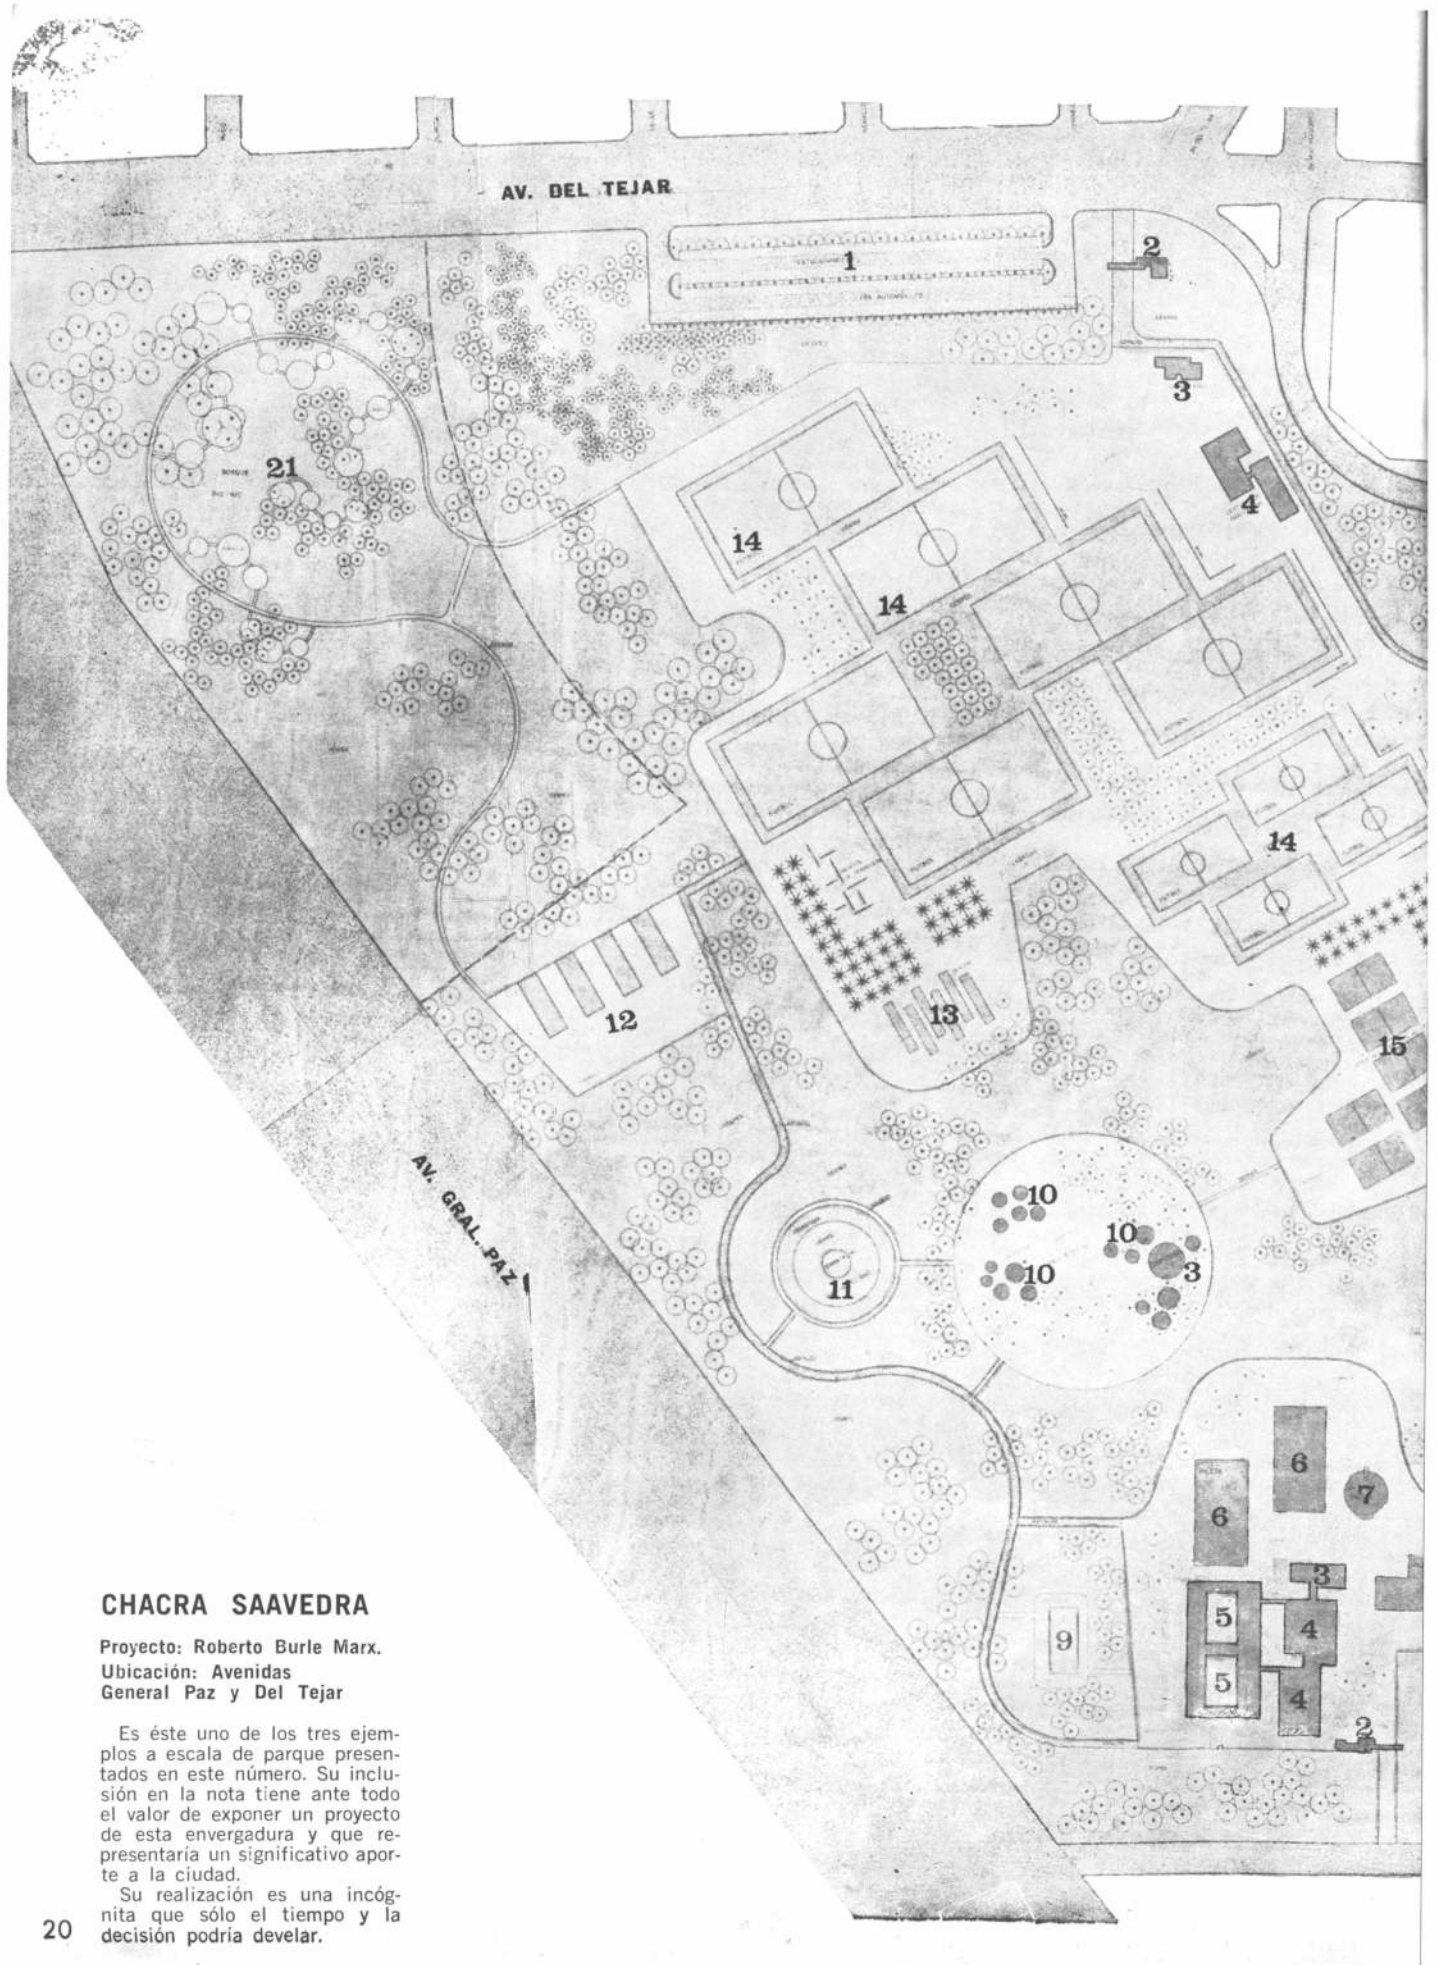 AV. DEL TEJAR
1
2
3
21
4
14
14
14
12
13
15
AV. GRAL. PAZ
10
10
10
3
11
6
6
7
3
5
4
9
5
4
2
CHACRA SAAVEDRA
Proyecto: Roberto Burle Marx.
Ubicación: Avenidas
General Paz y Del Tejar
Es éste uno de los tres ejem-
plos a escala de parque presen-
tados en este número. Su inclu-
sión en la nota tiene ante todo
el valor de exponer un proyecto
de esta envergadura y que re-
presentaría un significativo apor-
te a la ciudad.
Su realización es una incóg-
nita que sólo el tiempo y la
decisión podría develar.
20